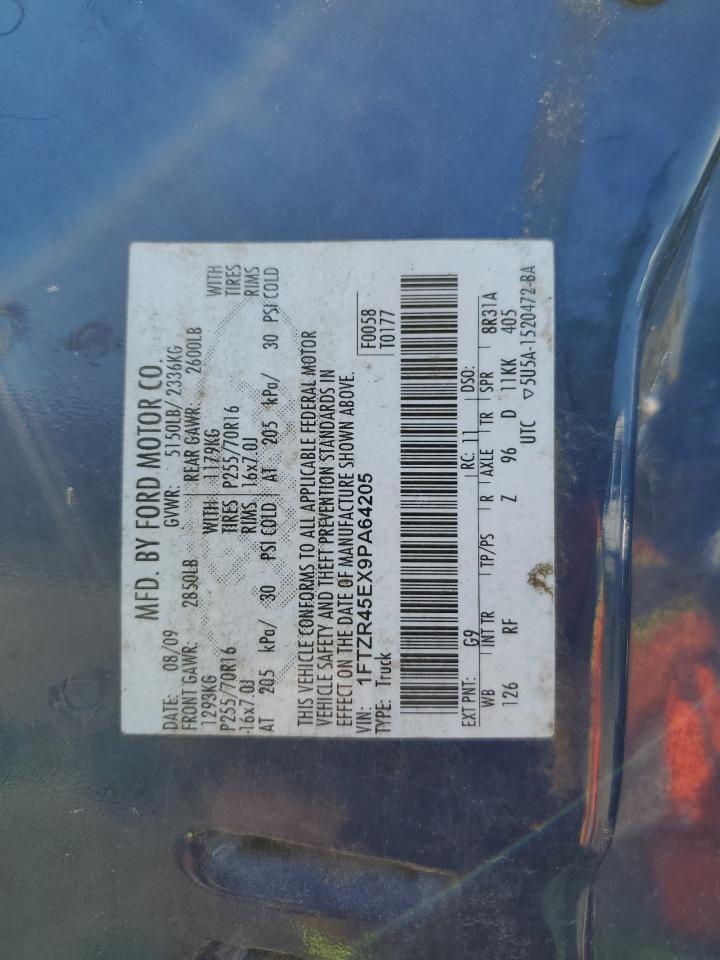 MFD. BY FORD MOTOR CO.
DATE: 08/09 GVWR: 5150LB/ 2336KG
FRONT GAWR: 2850LB REAR GAWR: 2600LB
1293KG WITH 1179KG WITH
P255/70R16 TIRES P255/70R16 TIRES
16x7.0J RIMS 16x7.0J RIMS
AT 205 kPa/ 30 PSI COLD AT 205 kPa/ 30 PSI COLD
THIS VEHICLE CONFORMS TO ALL APPLICABLE FEDERAL MOTOR
VEHICLE SAFETY AND THEFT PREVENTION STANDARDS IN
EFFECT ON THE DATE OF MANUFACTURE SHOWN ABOVE.
VIN: 1FTZR45EX9PA64205 F0058
TYPE: Truck T0177
EXT PNT: G9 RC: 11 DSO:
WB INT TR TP/PS R AXLE TR SPR 8R31A
126 RF Z 96 D 11KK 405
UTC ▽5U5A-1520472-BA